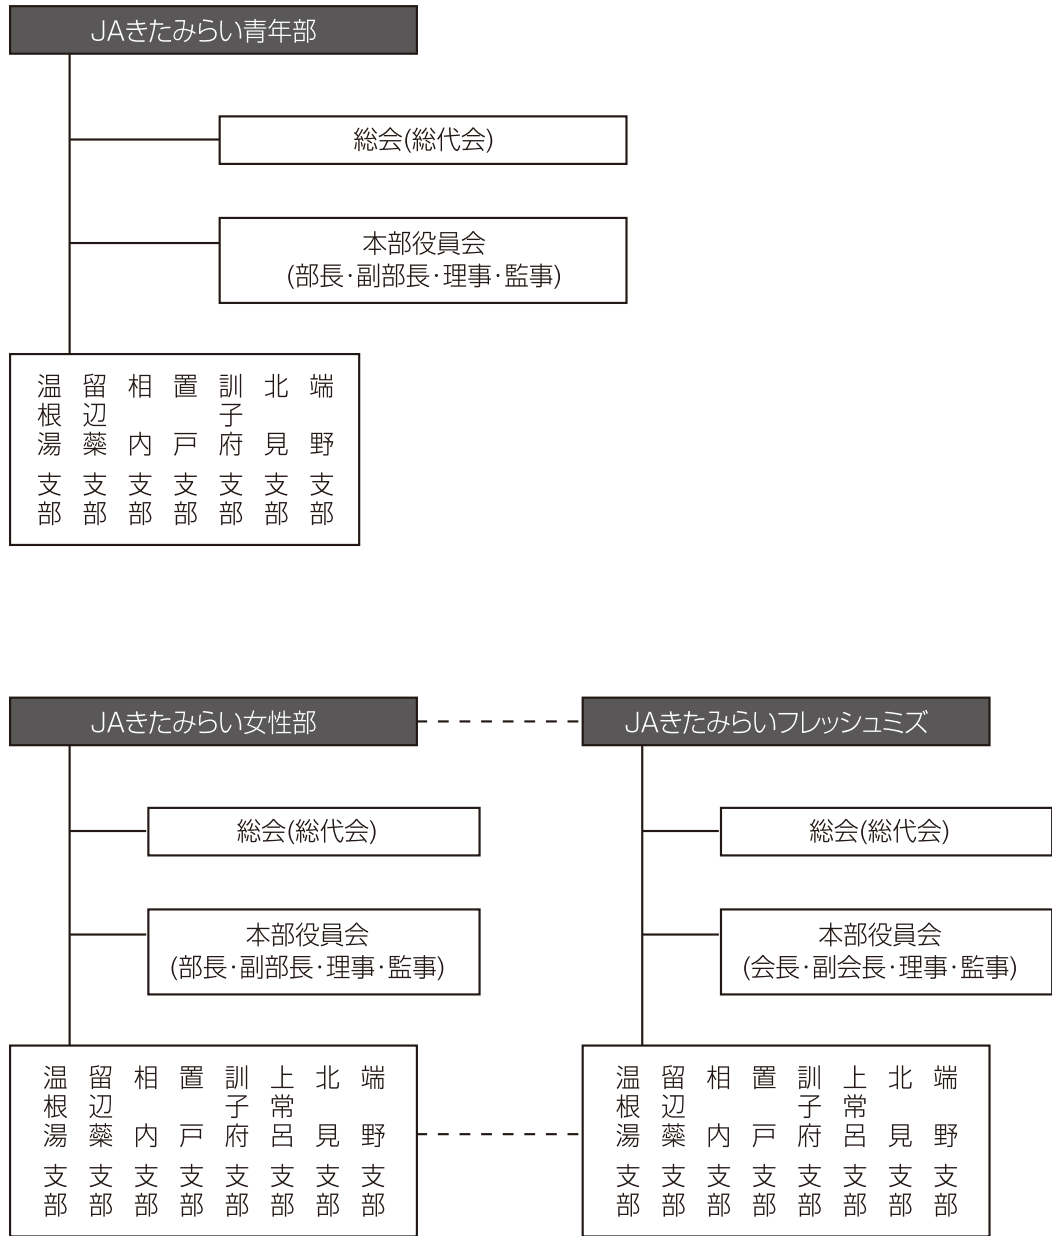 JAきたみらい青年部
総会(総代会)
本部役員会
(部長・副部長・理事・監事)
温根湯支部
留辺蘂支部
相内支部
置戸支部
訓子府支部
北見支部
端野支部
JAきたみらい女性部
総会(総代会)
本部役員会
(部長・副部長・理事・監事)
温根湯支部
留辺蘂支部
相内支部
置戸支部
訓子府支部
上常呂支部
北見支部
端野支部
JAきたみらいフレッシュミズ
総会(総代会)
本部役員会
(会長・副会長・理事・監事)
温根湯支部
留辺蘂支部
相内支部
置戸支部
訓子府支部
上常呂支部
北見支部
端野支部